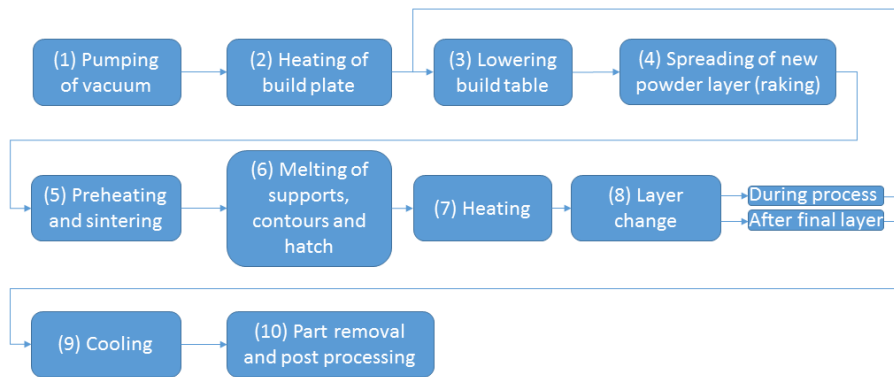 (1) Pumping
of vacuum
(2) Heating of
build plate
(3) Lowering
build table
(4) Spreading of new
powder layer (raking)
(5) Preheating
and sintering
(6) Melting of
supports,
contours and
hatch
(7) Heating
(8) Layer
change
During process
After final layer
(9) Cooling
(10) Part removal
and post processing